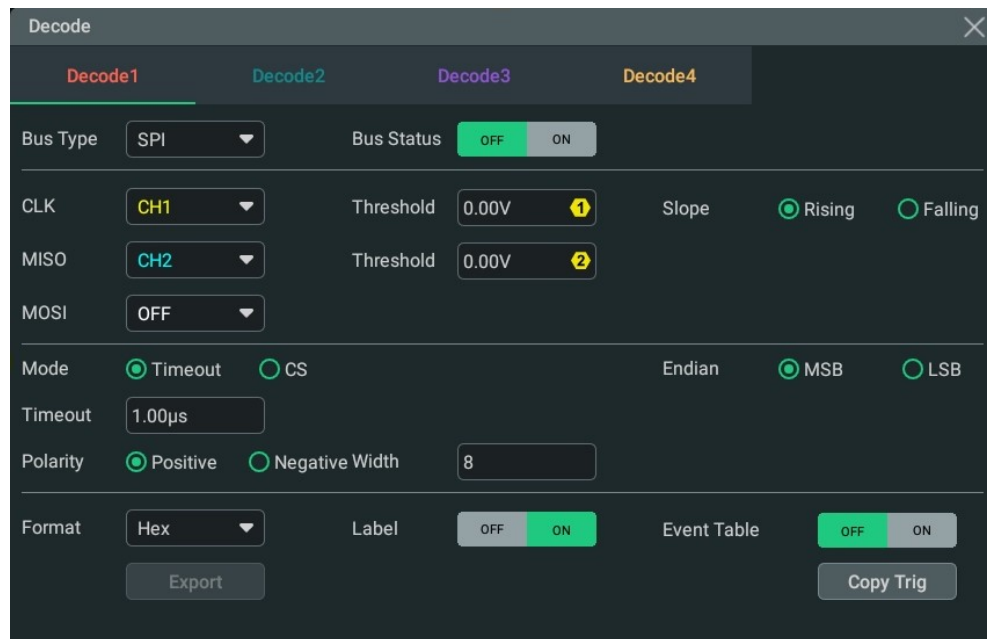 Decode
Decode1 Decode2 Decode3 Decode4
Bus Type SPI Bus Status OFF ON
CLK CH1 Threshold 0.00V 1 Slope Rising Falling
MISO CH2 Threshold 0.00V 2
MOSI OFF
Mode Timeout CS Endian MSB LSB
Timeout 1.00μs
Polarity Positive Negative Width 8
Format Hex Label OFF ON Event Table OFF ON
Export Copy Trig